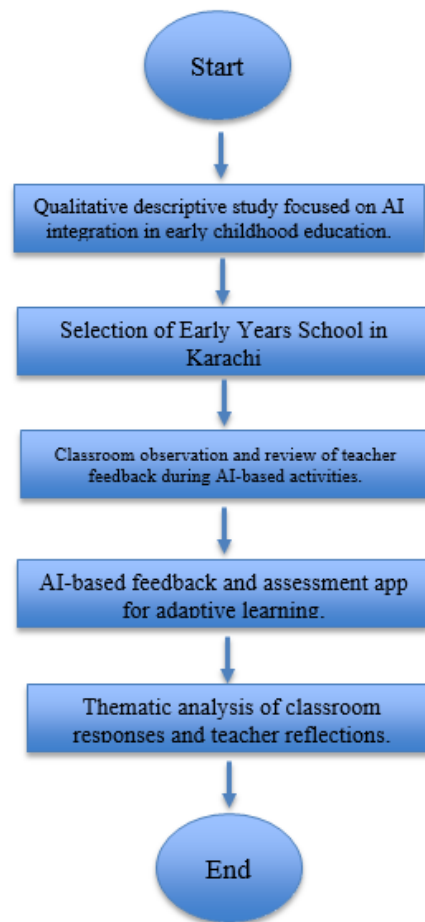 Start
Qualitative descriptive study focused on AI
integration in early childhood education.
Selection of Early Years School in
Karachi
Classroom observation and review of teacher
feedback during AI-based activities.
AI-based feedback and assessment app
for adaptive learning.
Thematic analysis of classroom
responses and teacher reflections.
End